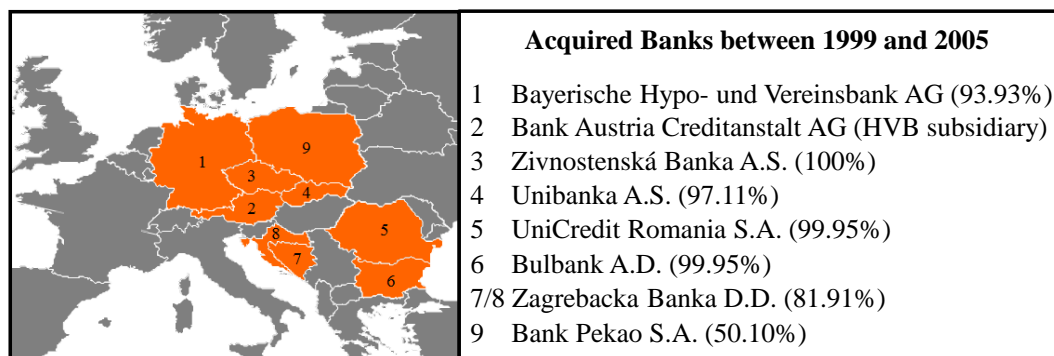 1
9
3
4
2
8
7
5
6
Acquired Banks between 1999 and 2005
1 Bayerische Hypo- und Vereinsbank AG (93.93%)
2 Bank Austria Creditanstalt AG (HVB subsidiary)
3 Zivnostenská Banka A.S. (100%)
4 Unibanka A.S. (97.11%)
5 UniCredit Romania S.A. (99.95%)
6 Bulbank A.D. (99.95%)
7/8 Zagrebacka Banka D.D. (81.91%)
9 Bank Pekao S.A. (50.10%)